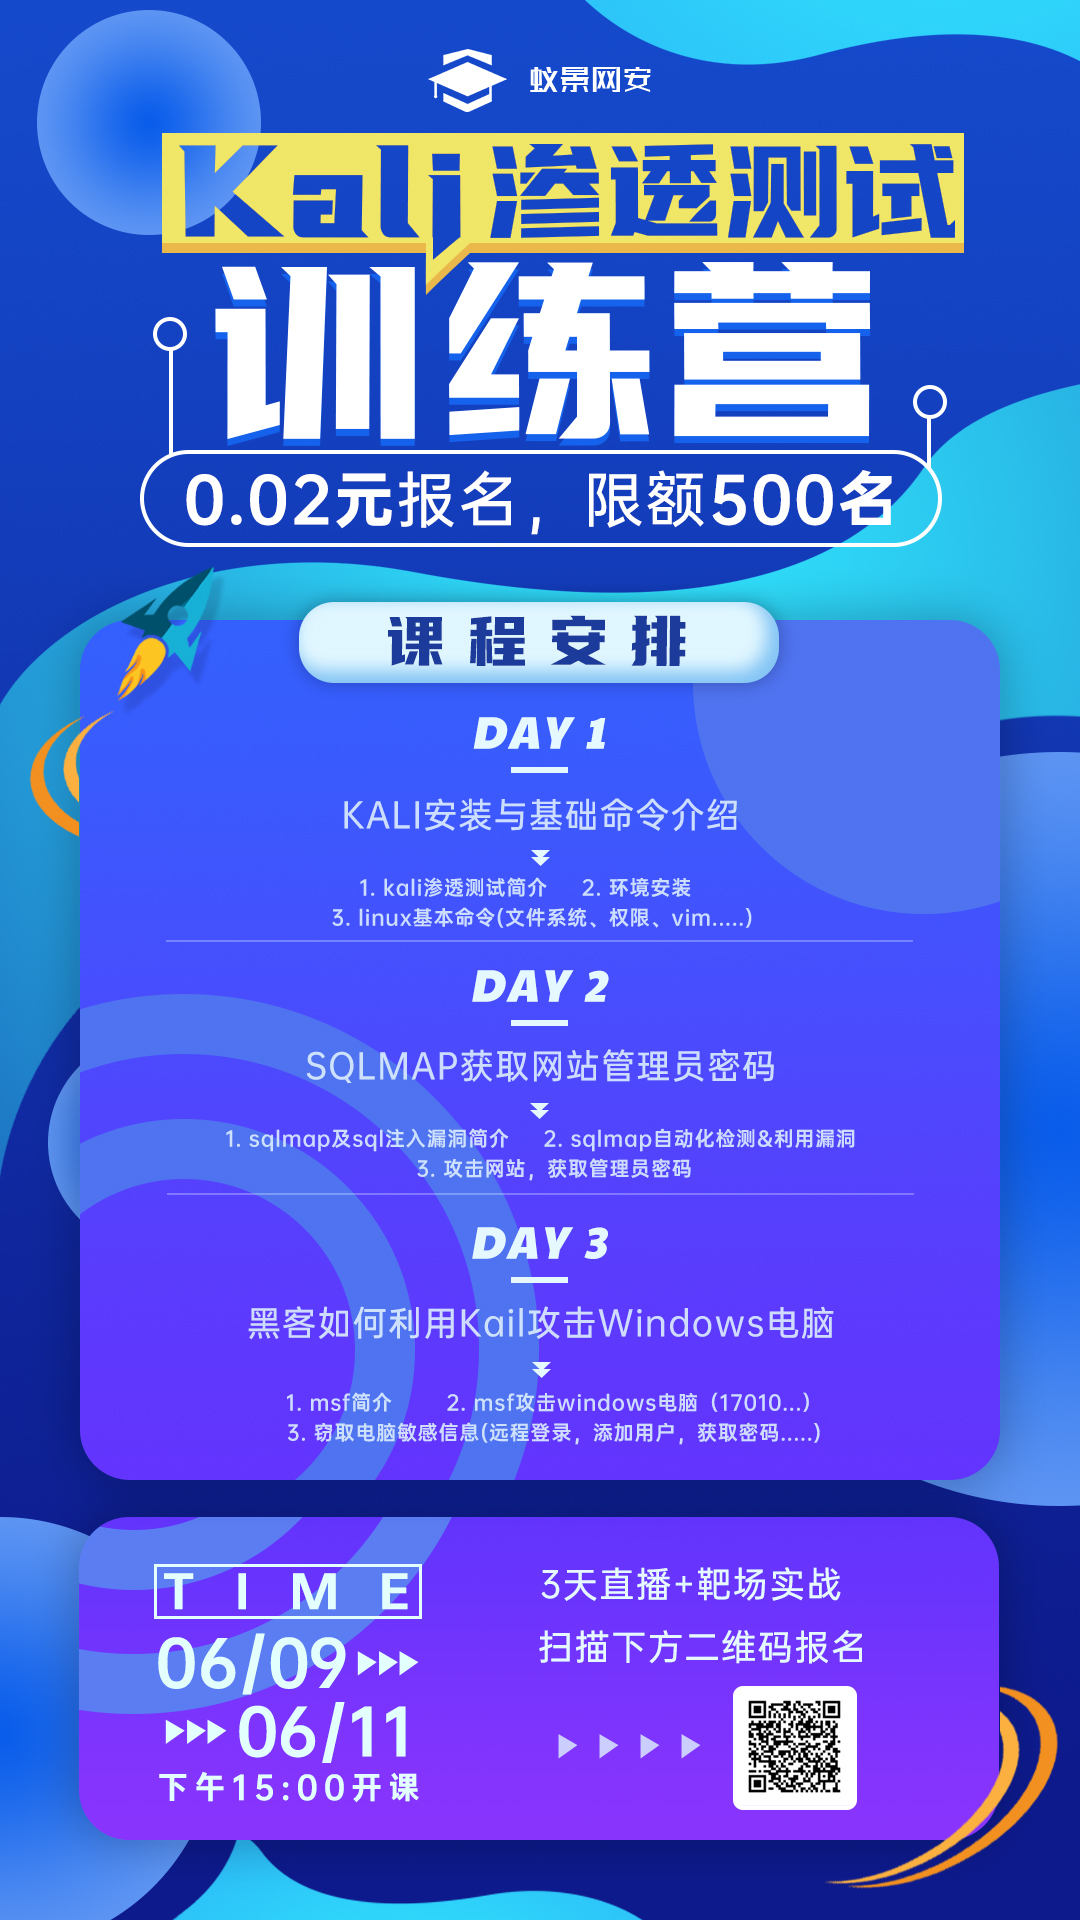 蚁景网安
Kali渗透测试
训练营
0.02元报名，限额500名
课程安排
DAY 1
KALI安装与基础命令介绍
1. kali渗透测试简介 2. 环境安装
3. linux基本命令(文件系统、权限、vim.....)
DAY 2
SQLMAP获取网站管理员密码
1. sqlmap及sql注入漏洞简介 2. sqlmap自动化检测&利用漏洞
3. 攻击网站，获取管理员密码
DAY 3
黑客如何利用Kail攻击Windows电脑
1. msf简介 2. msf攻击windows电脑（17010...）
3. 窃取电脑敏感信息(远程登录，添加用户，获取密码.....)
TIME
06/09
06/11
下午15:00开课
3天直播+靶场实战
扫描下方二维码报名